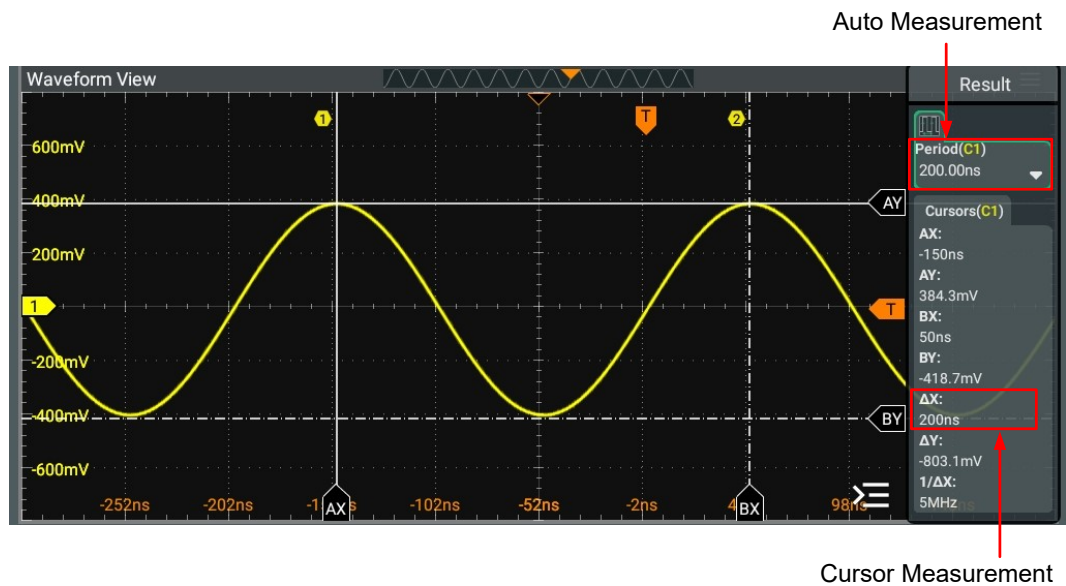 Auto Measurement
Waveform View
Result
1
T
2
600mV
Period(C1)
200.00ns
400mV
AY
Cursors(C1)
AX:
-150ns
200mV
AY:
384.3mV
1
T
BX:
50ns
-200mV
BY:
-418.7mV
-400mV
BY
ΔX:
200ns
ΔY:
-803.1mV
-600mV
1/ΔX:
5MHz
-252ns
-202ns
AX
-102ns
-52ns
-2ns
BX
98ns
Cursor Measurement